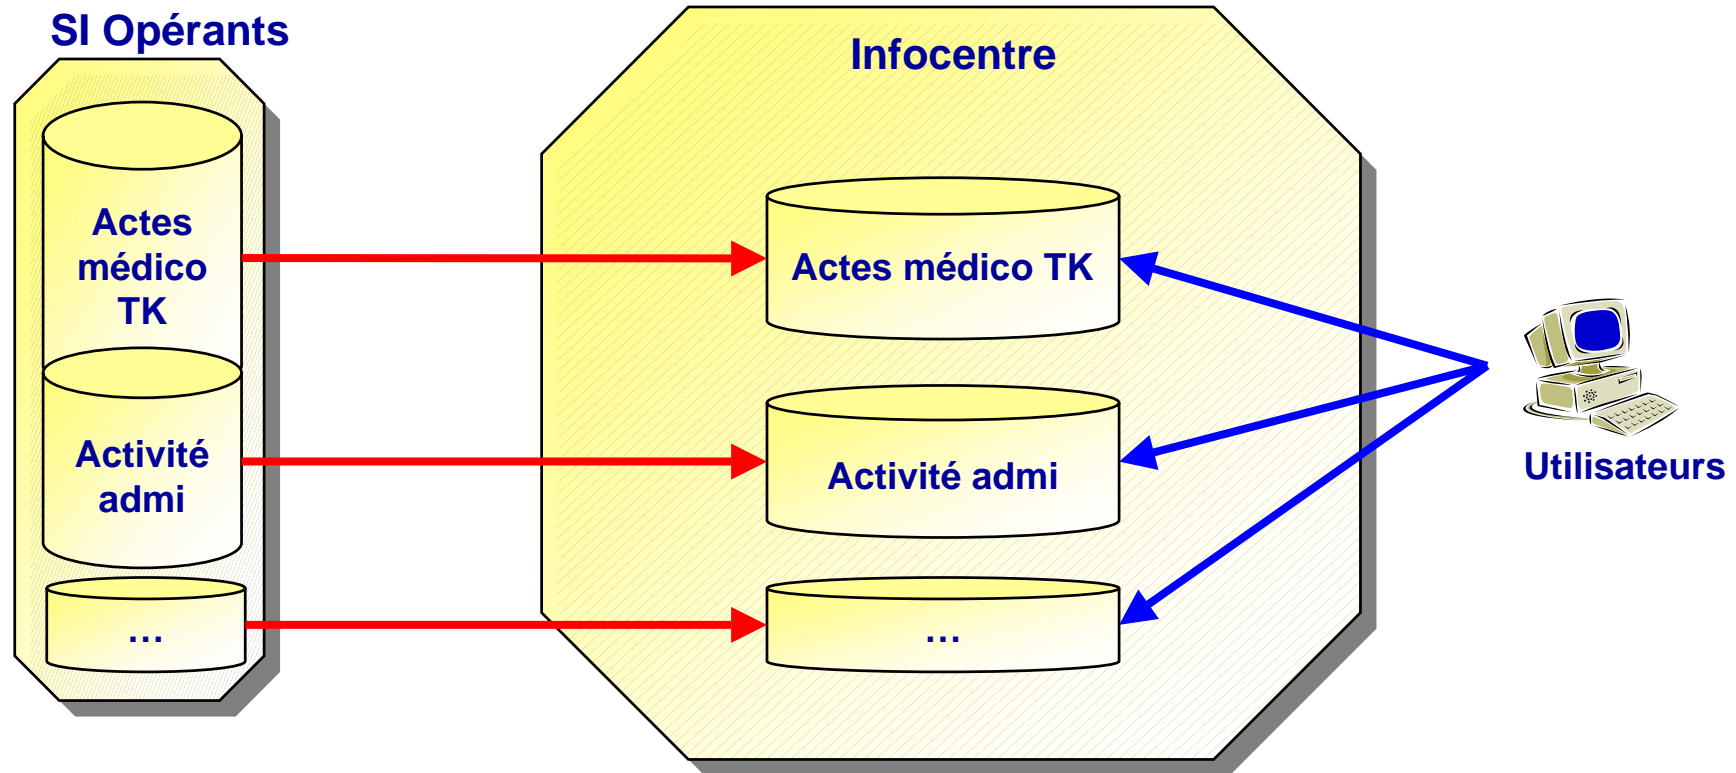 SI Opérants
Actes
médico
TK
Activité
admi
…
Infocentre
Actes médico TK
Activité admi
…
Utilisateurs